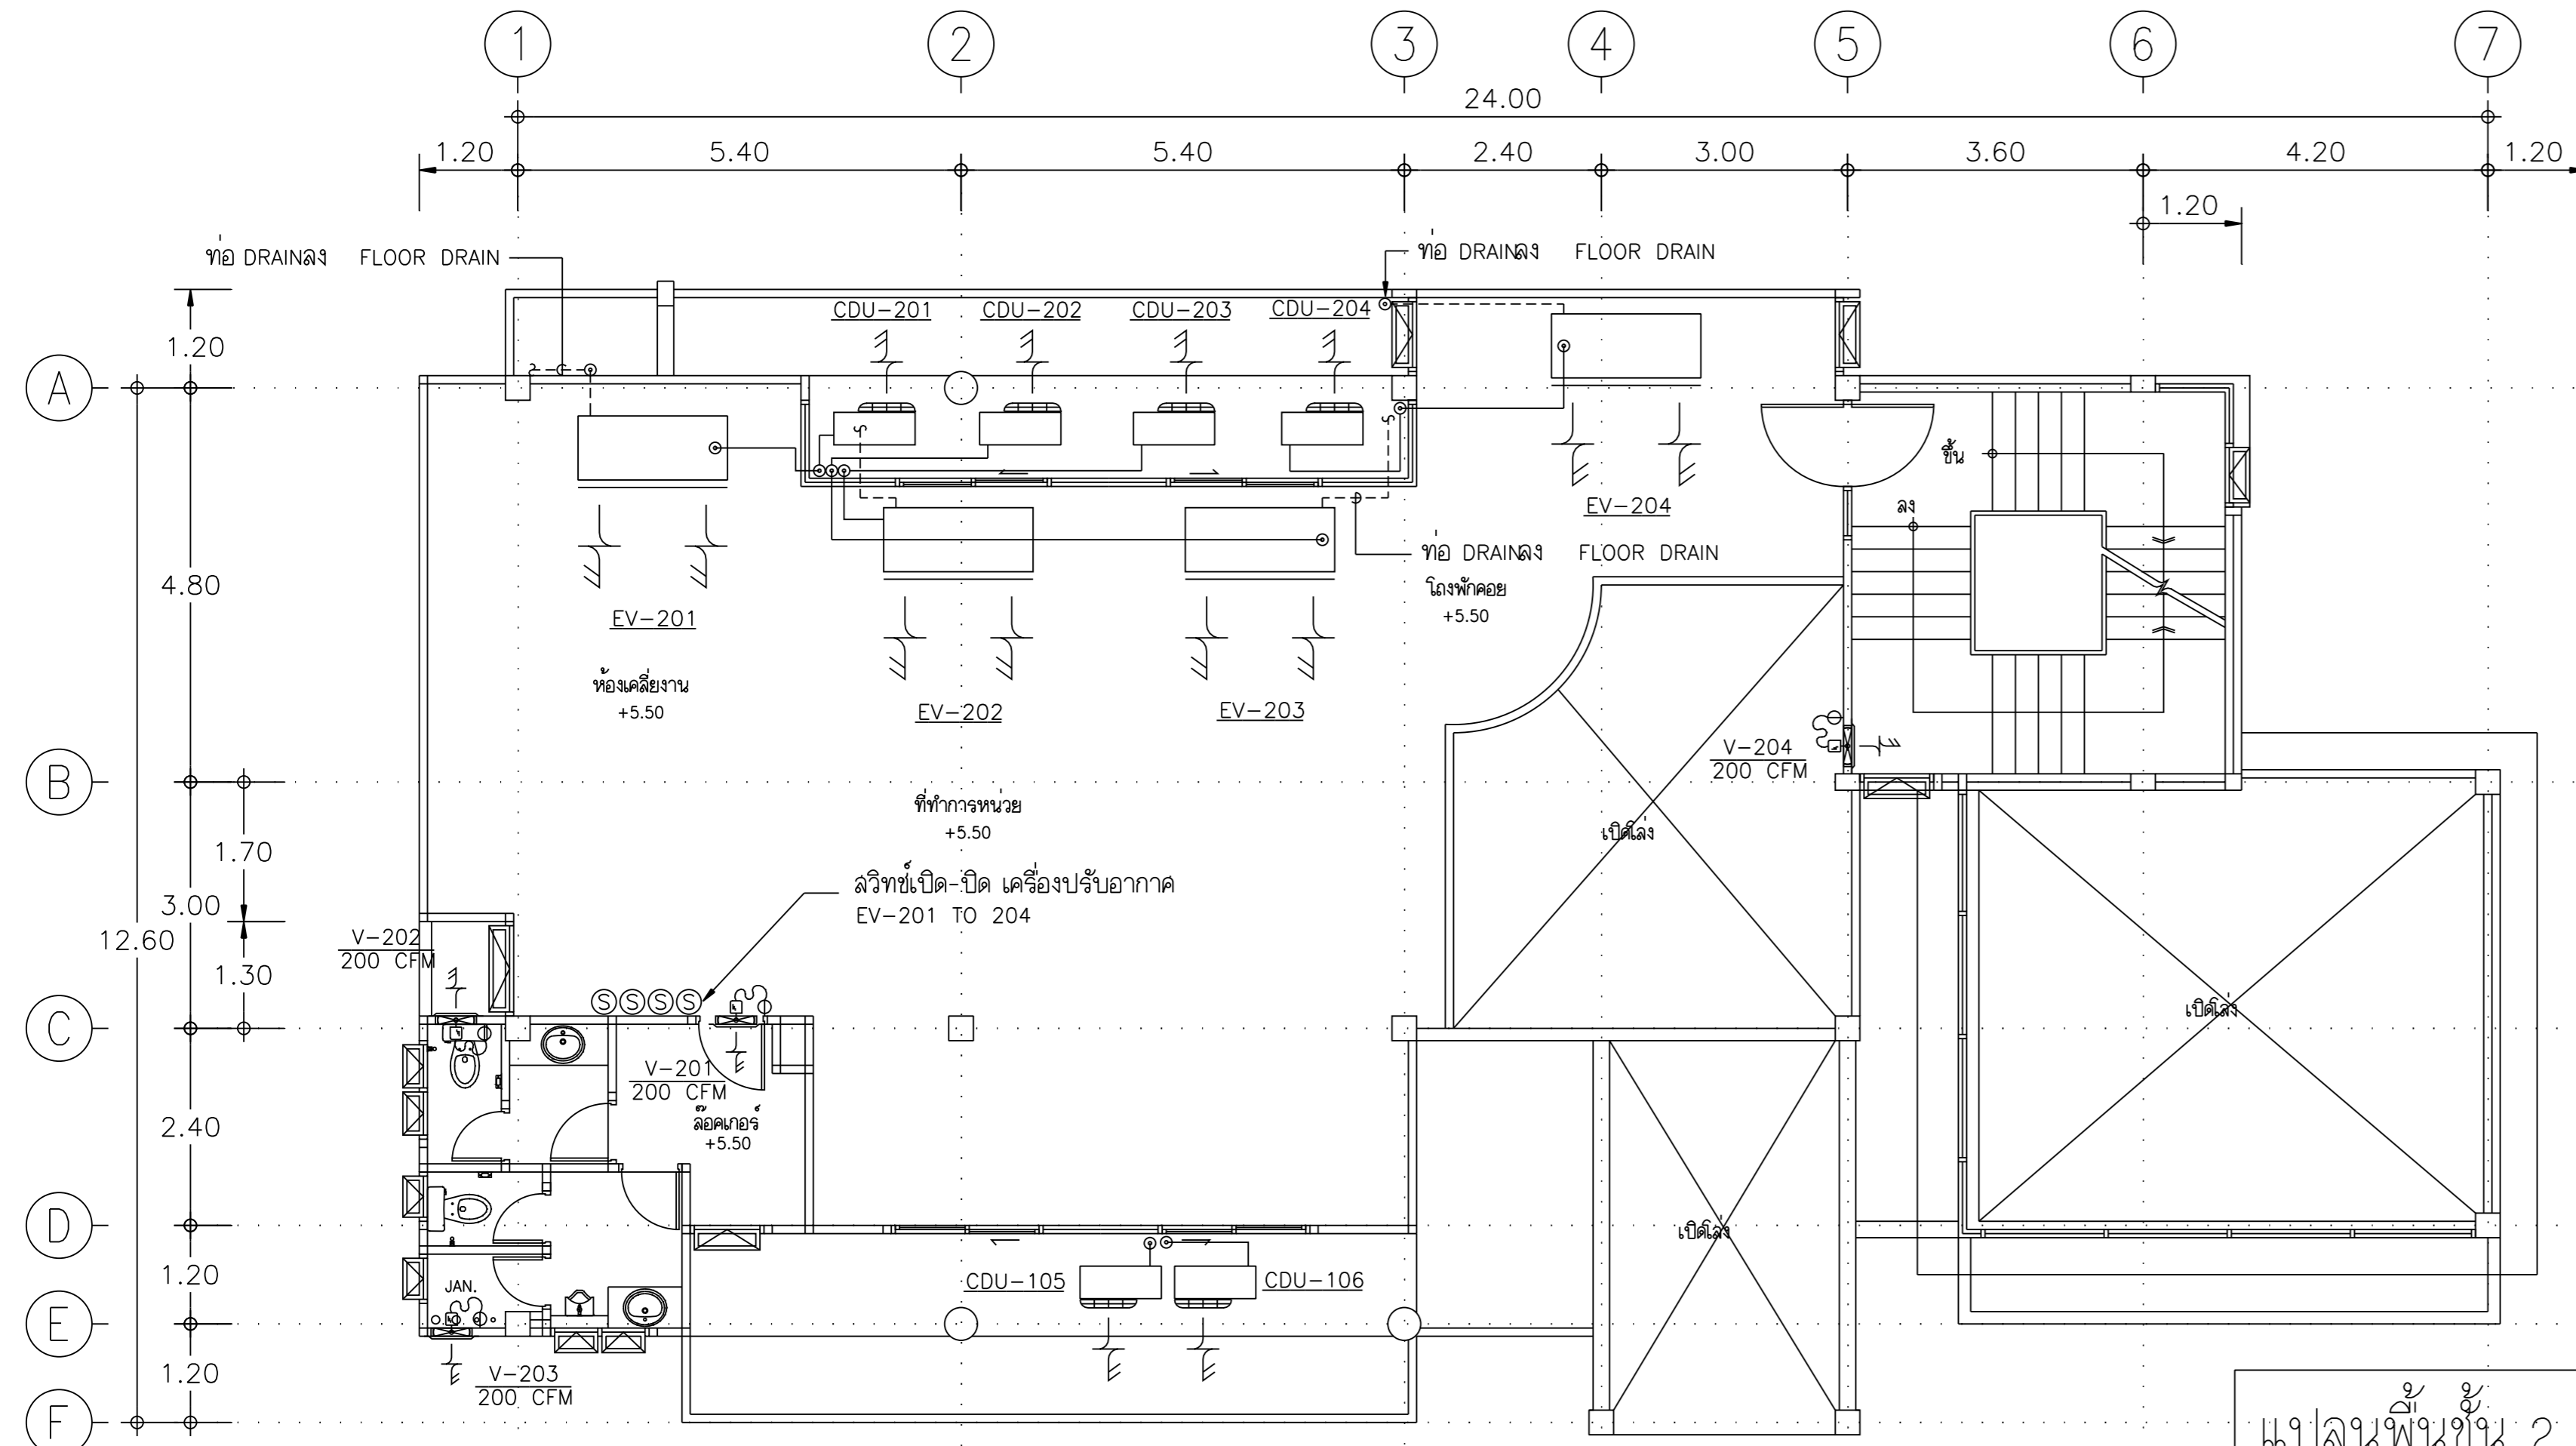 1 2 3 4 5 6 7
24.00
1.20 5.40 5.40 2.40 3.00 3.60 4.20 1.20
1.20
ท่อ DRAINลง FLOOR DRAIN
ท่อ DRAINลง FLOOR DRAIN
CDU-201 CDU-202 CDU-203 CDU-204
1.20
A
ขึ้น
ลง
EV-204
ท่อ DRAINลง FLOOR DRAIN
4.80
โถงพักคอย
+5.50
EV-201
ห้องเคลี่ยงาน
+5.50
EV-202 EV-203
V-204
200 CFM
B
ที่ทำการหน่วย
+5.50
เปิดโล่ง
1.70
สวิทช์เปิด-ปิด เครื่องปรับอากาศ
EV-201 TO 204
3.00
12.60
V-202
200 CFM
1.30
S S S S
เปิดโล่ง
C
V-201
200 CFM
ล๊อคเกอร์
+5.50
2.40
D
เปิดโล่ง
1.20
JAN.
CDU-105 CDU-106
E
1.20
V-203
200 CFM
F
แปลนพื้นชั้น 2